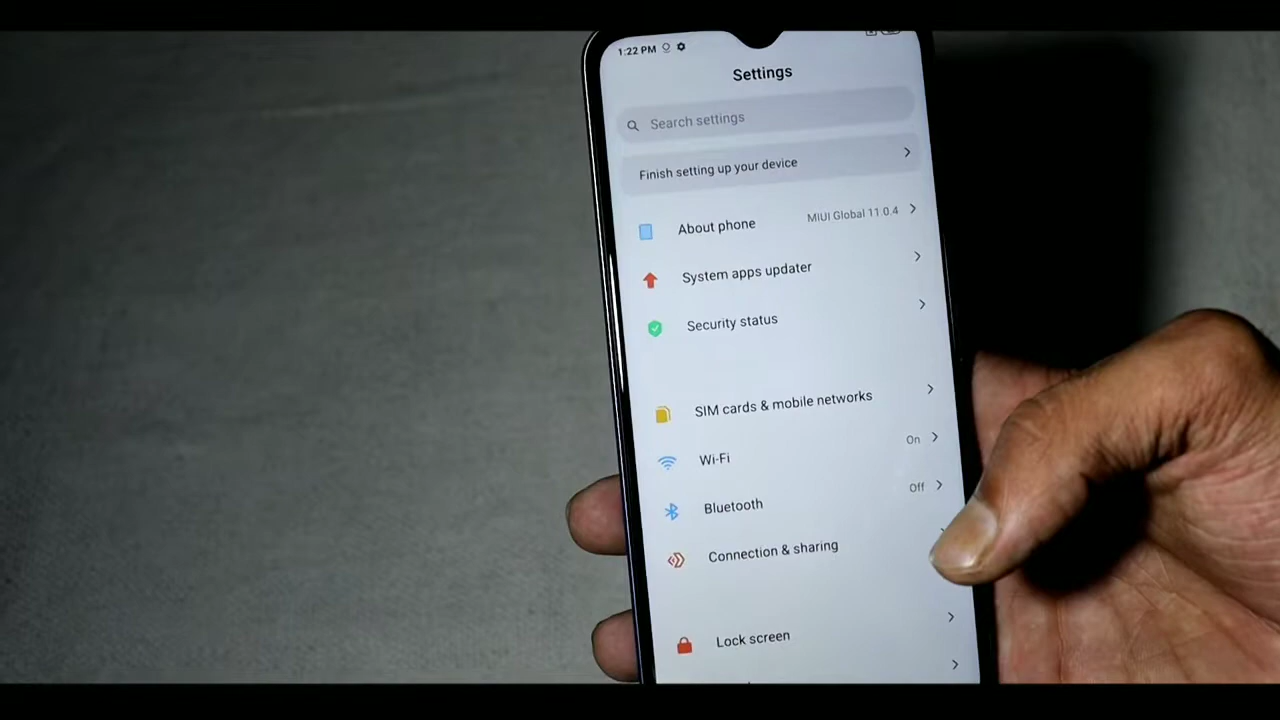 1:22 PM
Settings
Search settings
Finish setting up your device
About phone MIUI Global 11.0.4
System apps updater
Security status
SIM cards & mobile networks
Wi-Fi On
Bluetooth Off
Connection & sharing
Lock screen